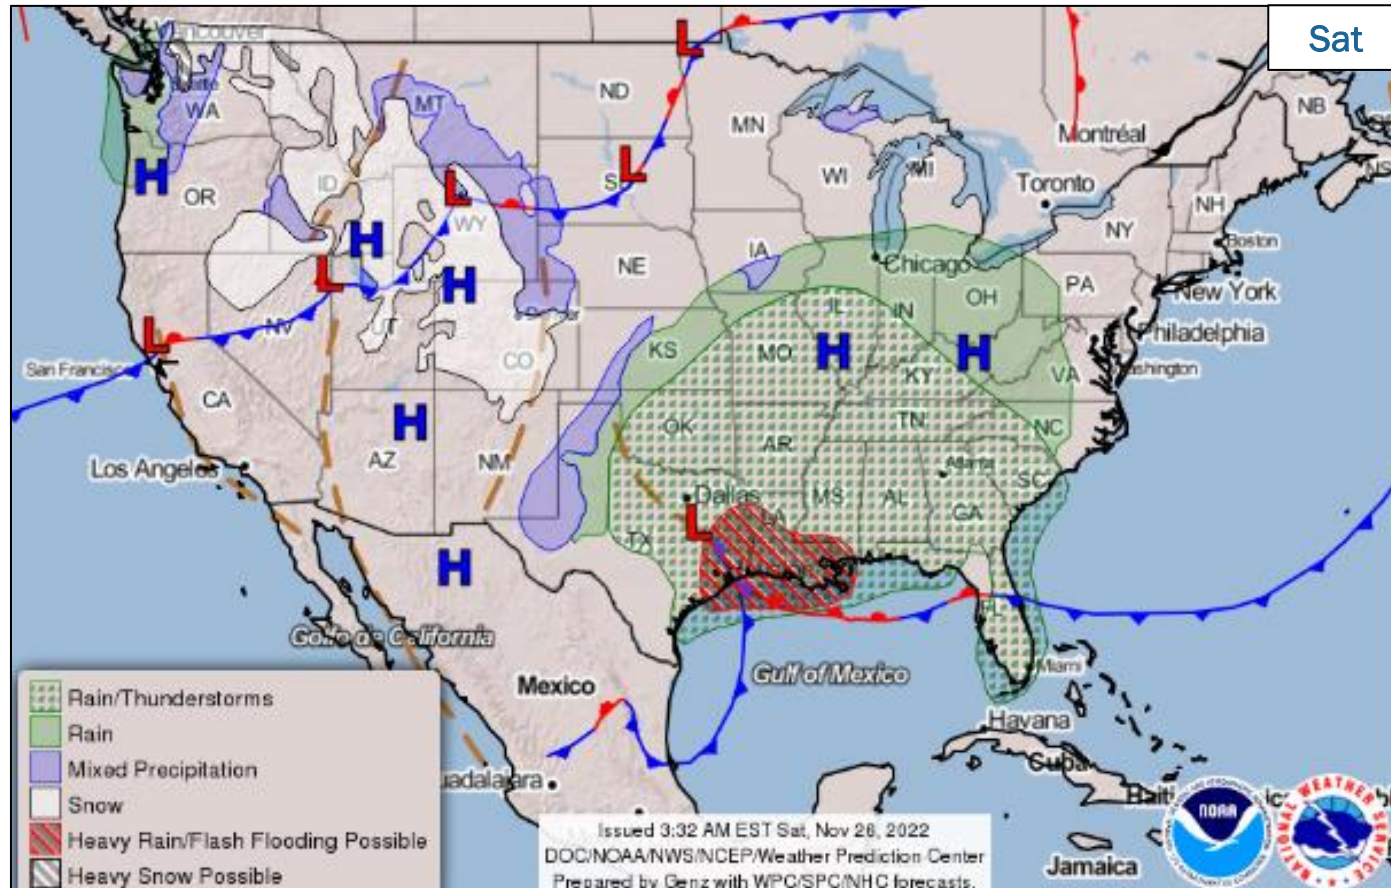 Sat
Vancouver
Seattle
WA
MT
ND
MN
Montréal
NB
NS
OR
ID
WY
WI
MI
Toronto
NH
NY
Boston
IA
NE
Chicago
PA
New York
OH
IL
IN
Philadelphia
NV
UT
CO
KS
MO
KY
VA
Washington
San Francisco
CA
OK
TN
NC
Los Angeles
AZ
NM
AR
Atlanta
SC
Dallas
MS
AL
GA
LA
TX
FL
Golfo de California
Miami
Gulf of Mexico
Mexico
Havana
Cuba
uadalajara
Haiti
Jamaica
H
H
H
H
H
H
H
L
L
L
L
L
L
Rain/Thunderstorms
Rain
Mixed Precipitation
Snow
Heavy Rain/Flash Flooding Possible
Heavy Snow Possible
Issued 3:32 AM EST Sat, Nov 26, 2022
DOC/NOAA/NWS/NCEP/Weather Prediction Center
Prepared by Genz with WPC/SPC/NHC forecasts.
NOAA
NATIONAL WEATHER SERVICE